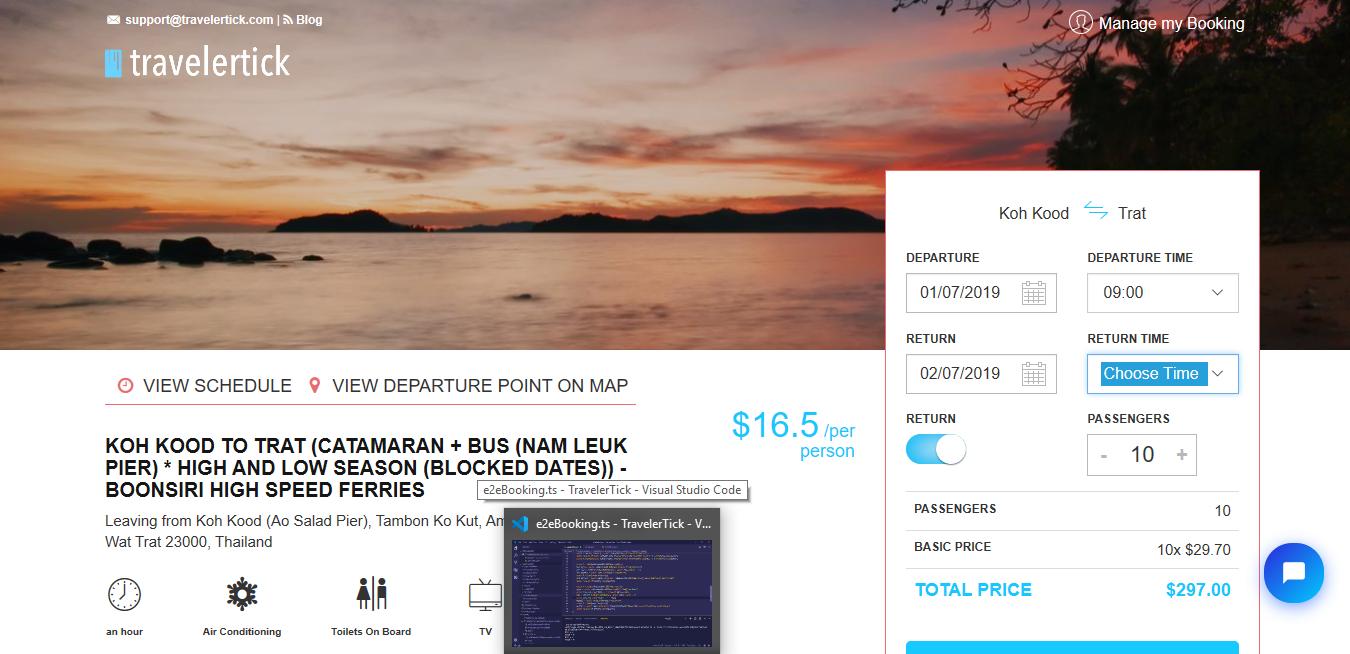 support@travelertick.com | Blog
Manage my Booking
travelertick
Koh Kood Trat
DEPARTURE DEPARTURE TIME
01/07/2019 09:00
RETURN RETURN TIME
02/07/2019 Choose Time
RETURN PASSENGERS
- 10 +
PASSENGERS 10
BASIC PRICE 10x $29.70
TOTAL PRICE $297.00
VIEW SCHEDULE VIEW DEPARTURE POINT ON MAP
$16.5 /per
person
KOH KOOD TO TRAT (CATAMARAN + BUS (NAM LEUK
PIER) * HIGH AND LOW SEASON (BLOCKED DATES)) -
BOONSIRI HIGH SPEED FERRIES
e2eBooking.ts - TravelerTick - Visual Studio Code
Leaving from Koh Kood (Ao Salad Pier), Tambon Ko Kut,
Wat Trat 23000, Thailand
e2eBooking.ts - TravelerTick - V...
an hour Air Conditioning Toilets On Board TV